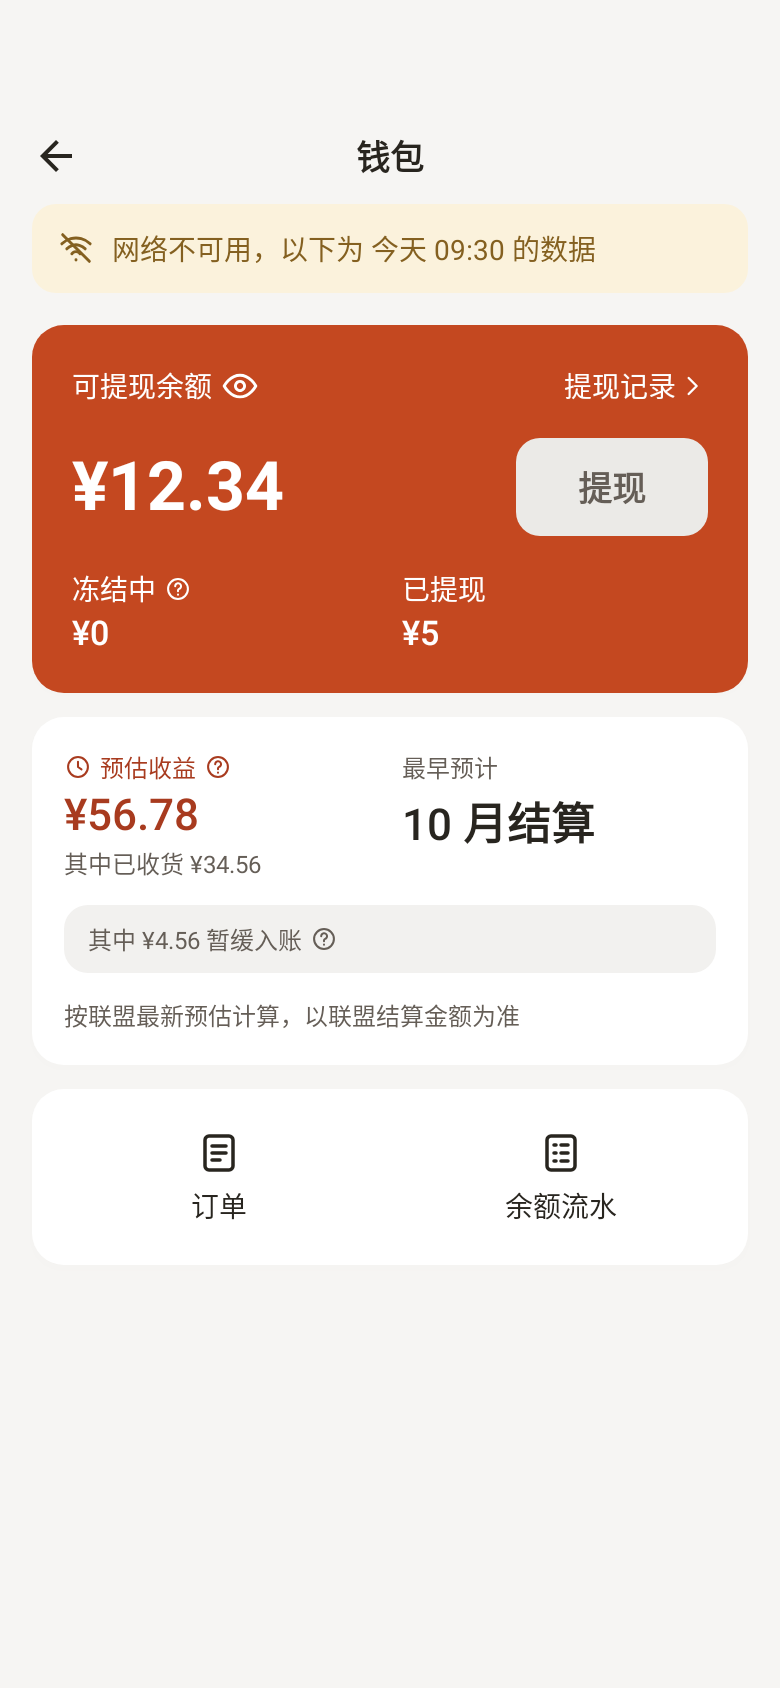 钱包
网络不可用，以下为 今天 09:30 的数据
可提现余额 提现记录
¥12.34 提现
冻结中 已提现
¥0 ¥5
预估收益 最早预计
¥56.78 10 月结算
其中已收货 ¥34.56
其中 ¥4.56 暂缓入账
按联盟最新预估计算，以联盟结算金额为准
订单 余额流水